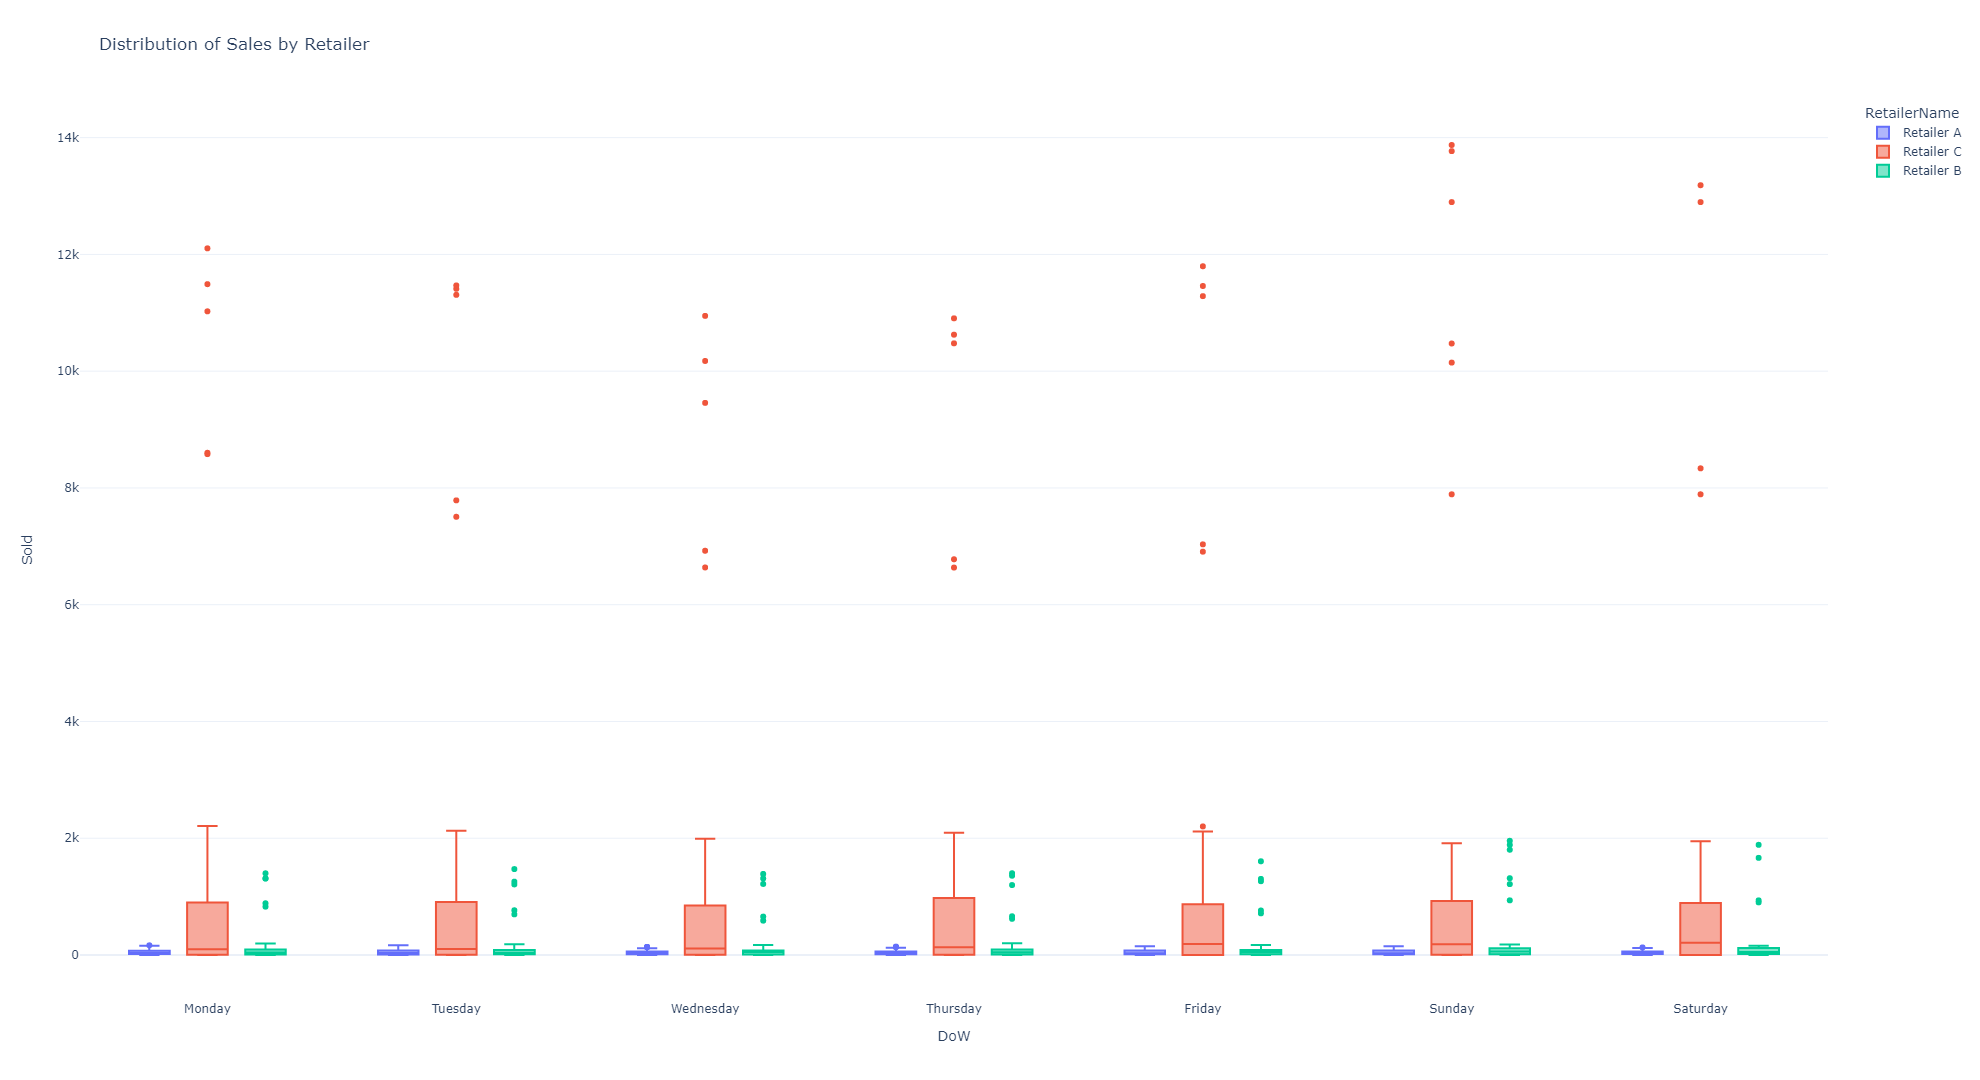 Distribution of Sales by Retailer
RetailerName
Retailer A
Retailer C
Retailer B
14k
12k
10k
8k
6k
4k
2k
0
Sold
Monday Tuesday Wednesday Thursday Friday Sunday Saturday
DoW